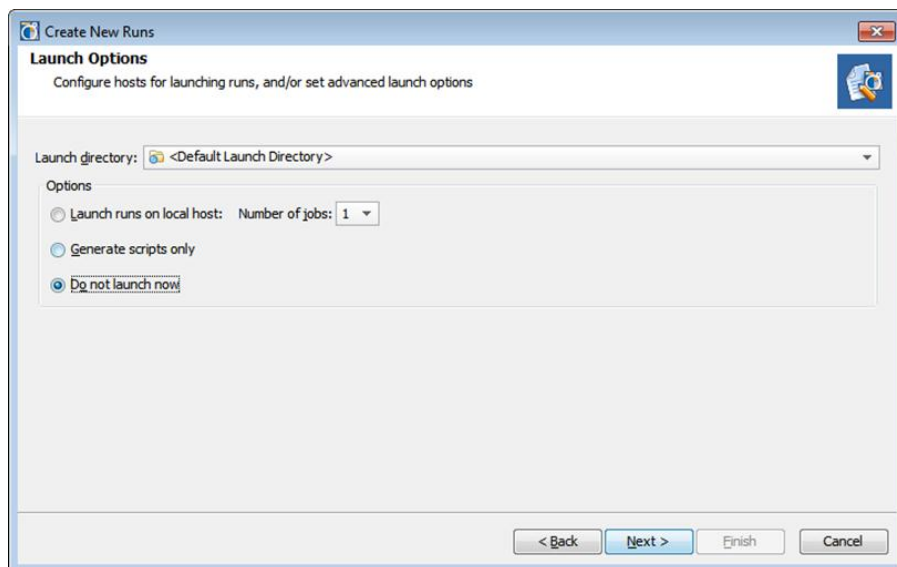 Create New Runs
Launch Options
Configure hosts for launching runs, and/or set advanced launch options
Launch directory: <Default Launch Directory>
Options
Launch runs on local host: Number of jobs: 1
Generate scripts only
Do not launch now
< Back Next > Finish Cancel